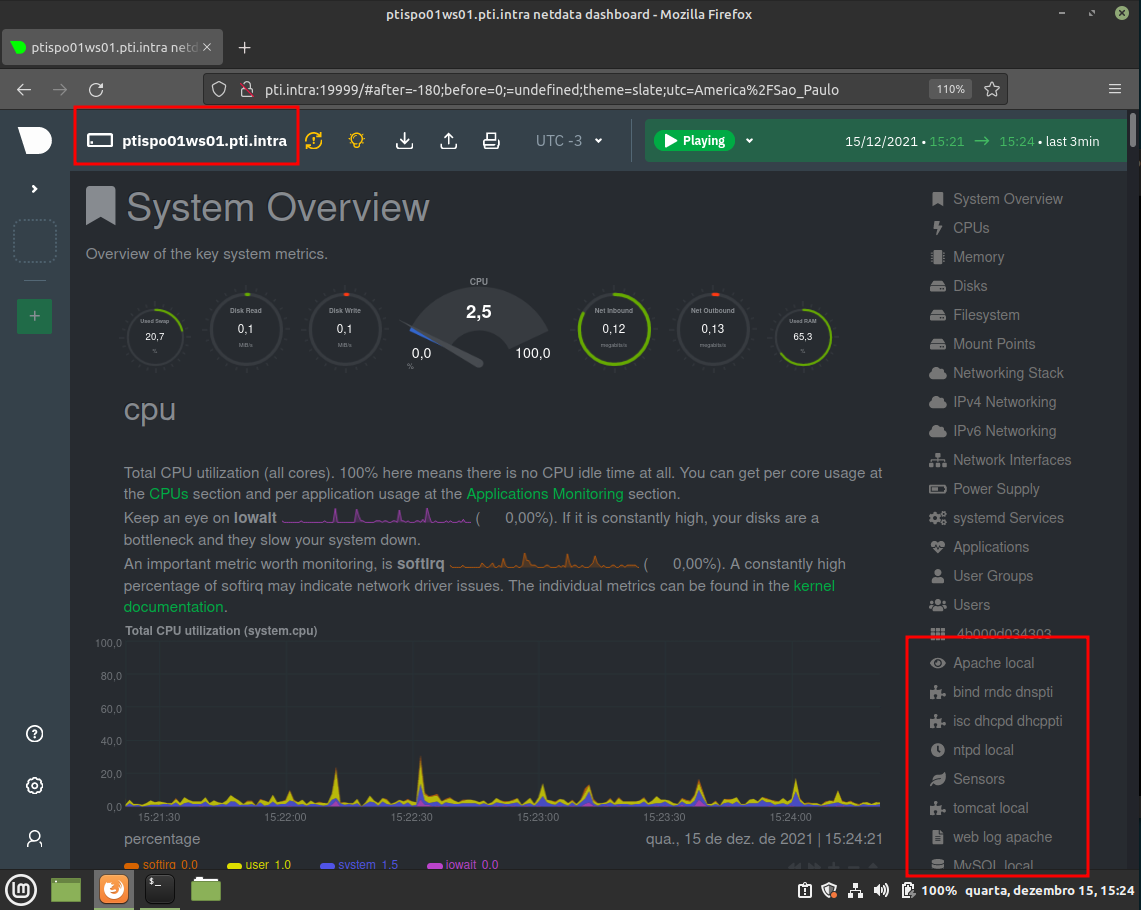 ptispo01ws01.pti.intra netdata dashboard - Mozilla Firefox
ptispo01ws01.pti.intra netd
pti.intra:19999/#after=-180;before=0;=undefined;theme=slate;utc=America%2FSao_Paulo
110%
ptispo01ws01.pti.intra
UTC -3
Playing
15/12/2021 • 15:21 → 15:24 • last 3min
System Overview
Overview of the key system metrics.
Used Swap
20,7
%
Disk Read
0,1
MiB/s
Disk Write
0,1
MiB/s
CPU
2,5
0,0
100,0
%
Net Inbound
0,12
megabits/s
Net Outbound
0,13
megabits/s
Used RAM
65,3
%
cpu
Total CPU utilization (all cores). 100% here means there is no CPU idle time at all. You can get per core usage at
the CPUs section and per application usage at the Applications Monitoring section.
Keep an eye on iowait ( 0,00%). If it is constantly high, your disks are a
bottleneck and they slow your system down.
An important metric worth monitoring, is softirq ( 0,00%). A constantly high
percentage of softirq may indicate network driver issues. The individual metrics can be found in the kernel
documentation.
Total CPU utilization (system.cpu)
100,0
80,0
60,0
40,0
20,0
0,0
15:21:30
15:22:00
15:22:30
15:23:00
15:23:30
15:24:00
percentage
qua., 15 de dez. de 2021 | 15:24:21
softirq 0,0
user 1,0
system 1,5
iowait 0,0
System Overview
CPUs
Memory
Disks
Filesystem
Mount Points
Networking Stack
IPv4 Networking
IPv6 Networking
Network Interfaces
Power Supply
systemd Services
Applications
User Groups
Users
4b000d034303
Apache local
bind rndc dnspti
isc dhcpd dhcppti
ntpd local
Sensors
tomcat local
web log apache
MySQL local
100%
quarta, dezembro 15, 15:24